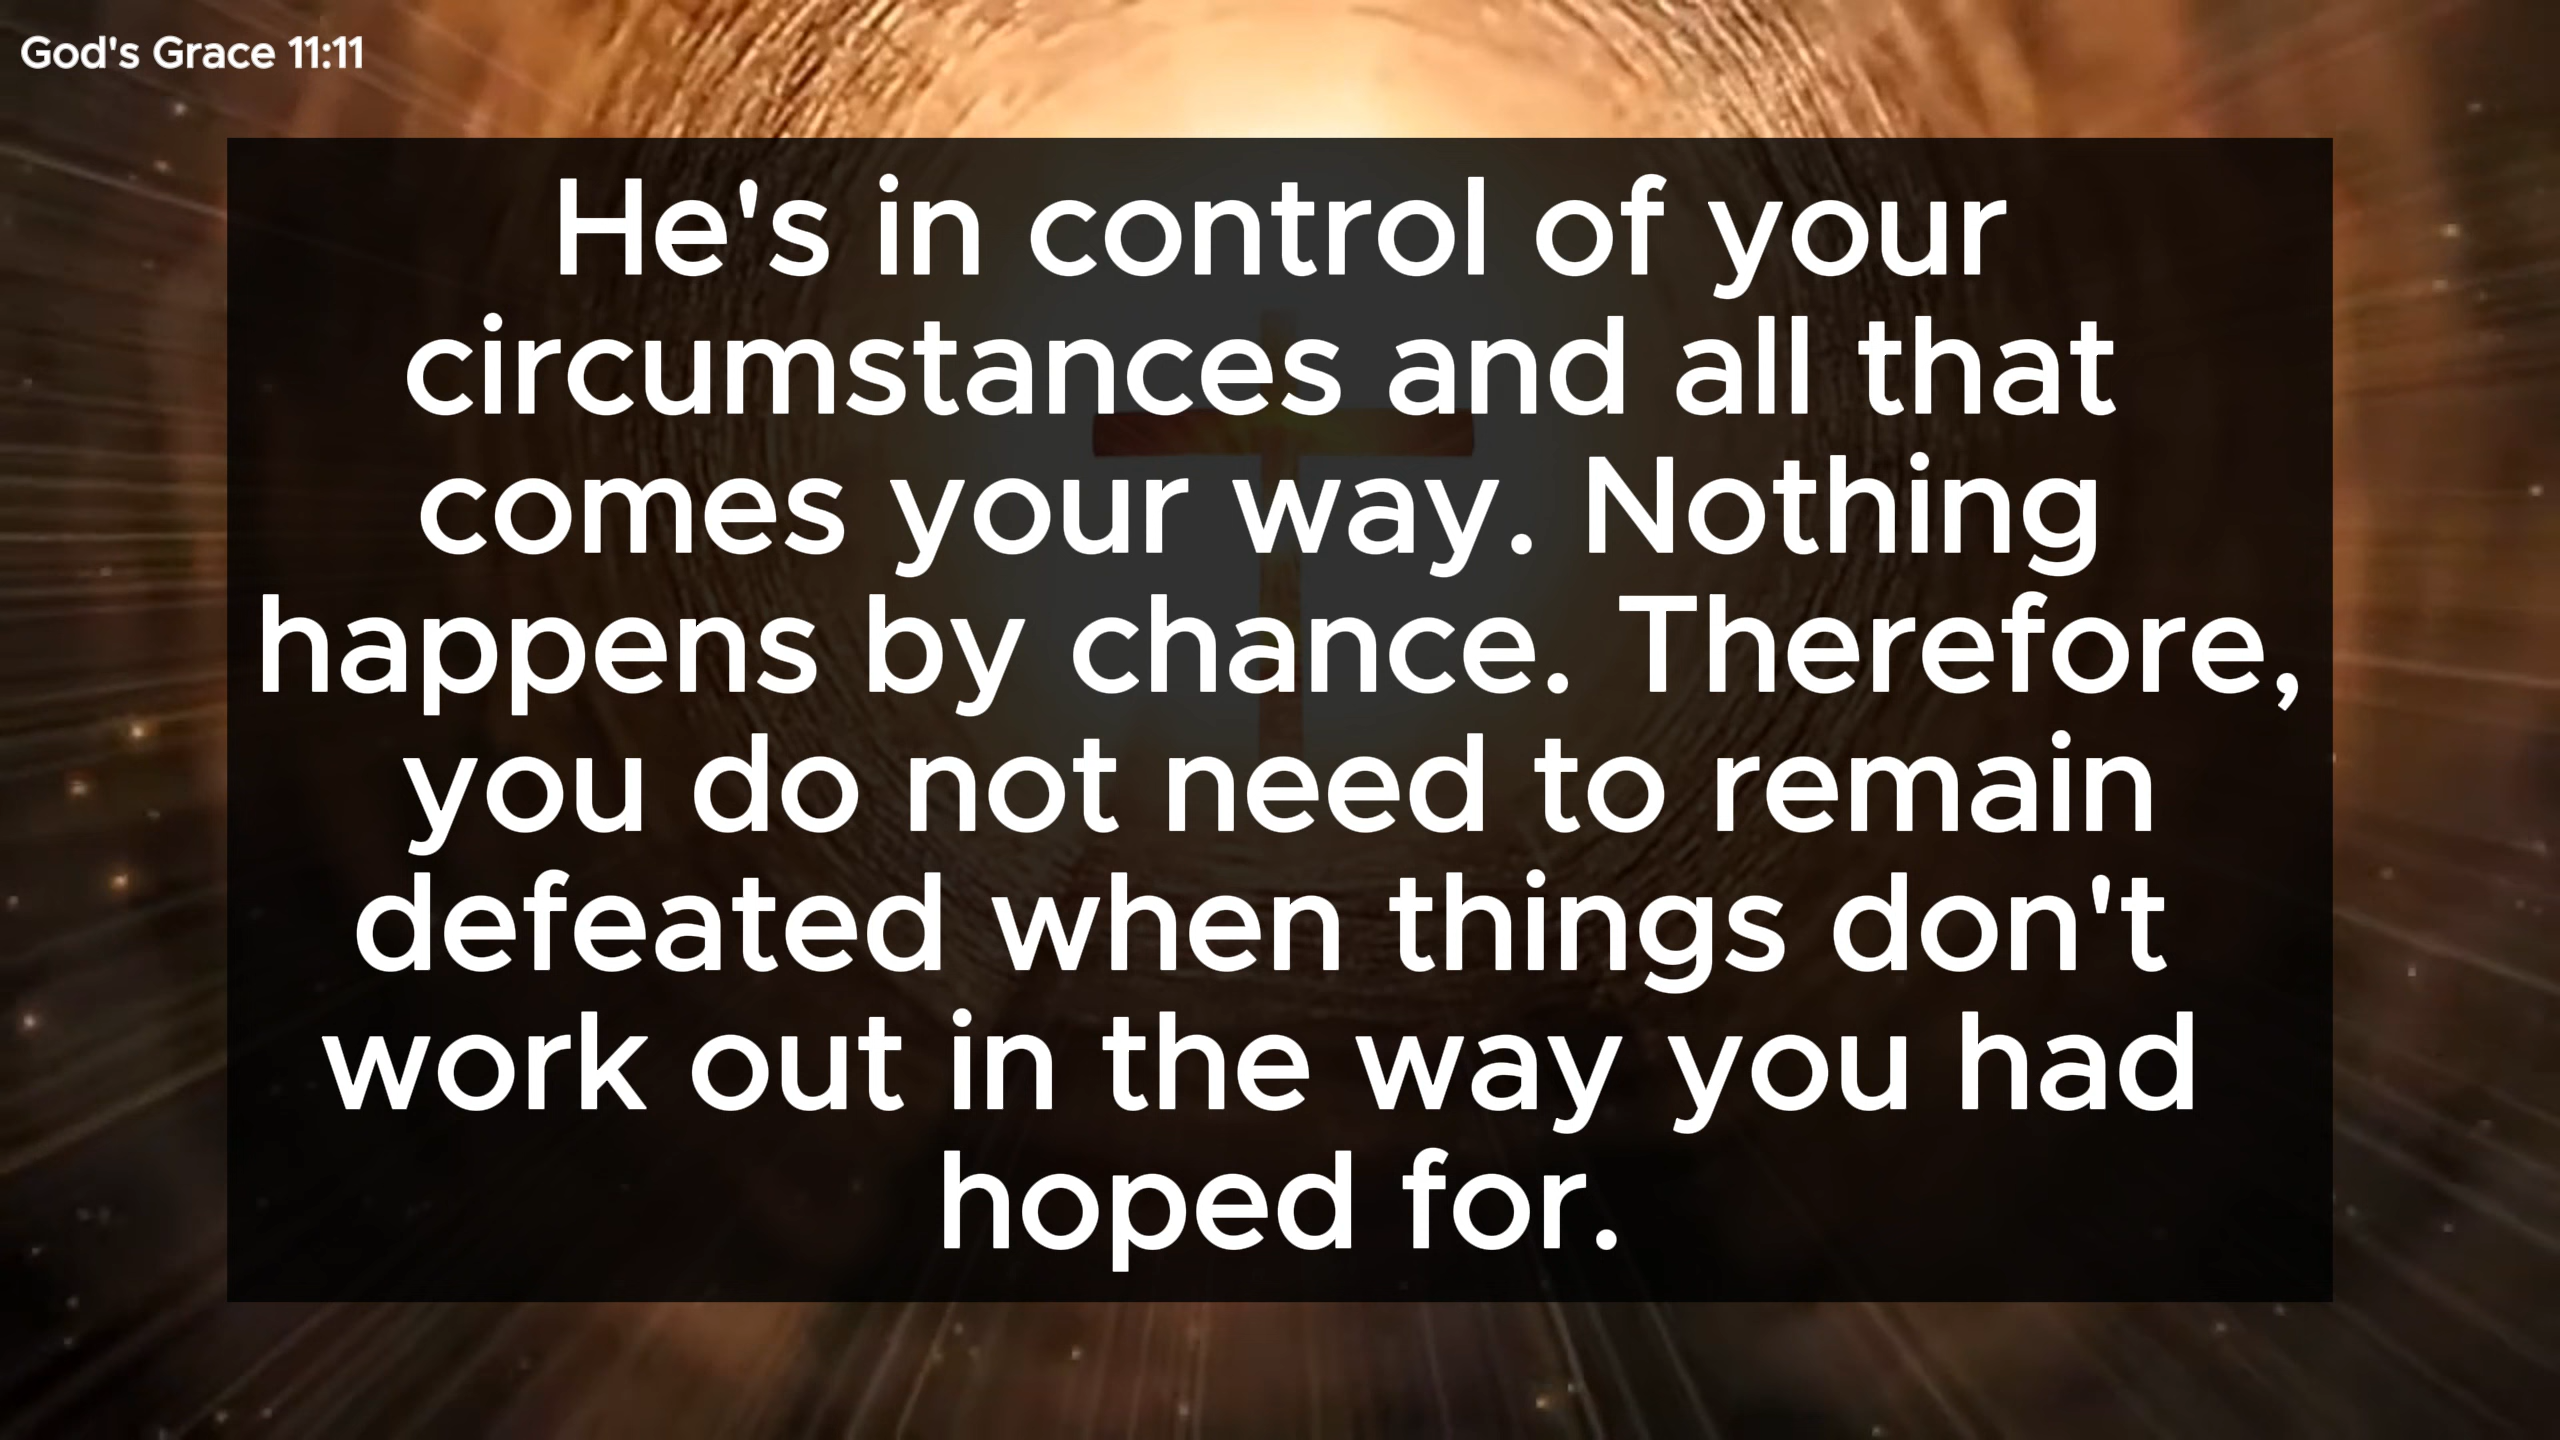 God's Grace 11:11
He's in control of your
circumstances and all that
comes your way. Nothing
happens by chance. Therefore,
you do not need to remain
defeated when things don't
work out in the way you had
hoped for.